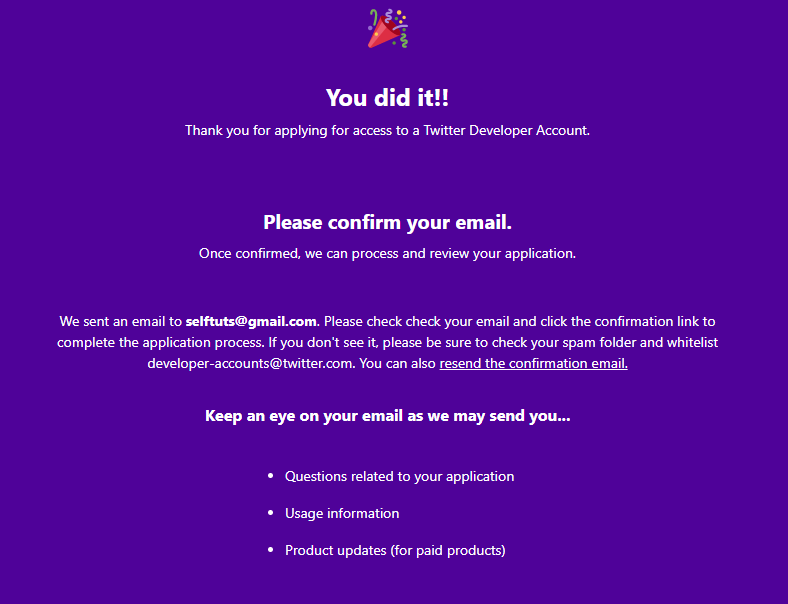 You did it!!
Thank you for applying for access to a Twitter Developer Account.
Please confirm your email.
Once confirmed, we can process and review your application.
We sent an email to selftuts@gmail.com. Please check check your email and click the confirmation link to
complete the application process. If you don't see it, please be sure to check your spam folder and whitelist
developer-accounts@twitter.com. You can also resend the confirmation email.
Keep an eye on your email as we may send you...
• Questions related to your application
• Usage information
• Product updates (for paid products)